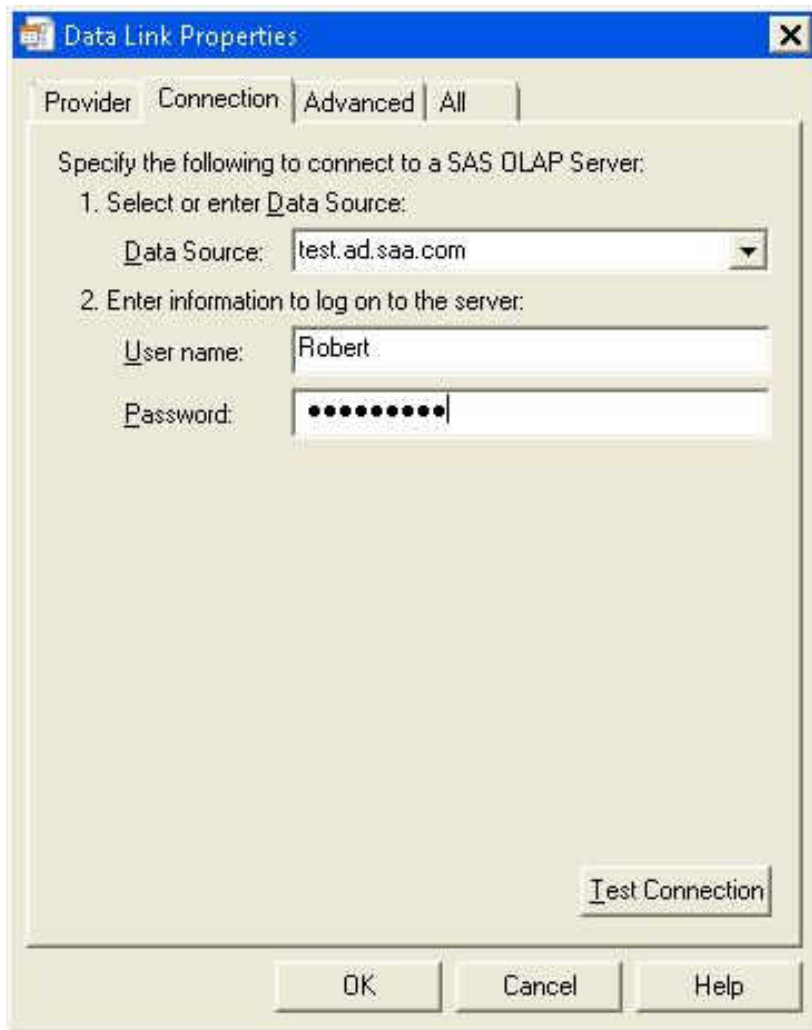 Data Link Properties
Provider Connection Advanced All
Specify the following to connect to a SAS OLAP Server:
1. Select or enter Data Source:
Data Source: test.ad.saa.com
2. Enter information to log on to the server:
User name: Robert
Password: •••••••••
Test Connection
OK Cancel Help